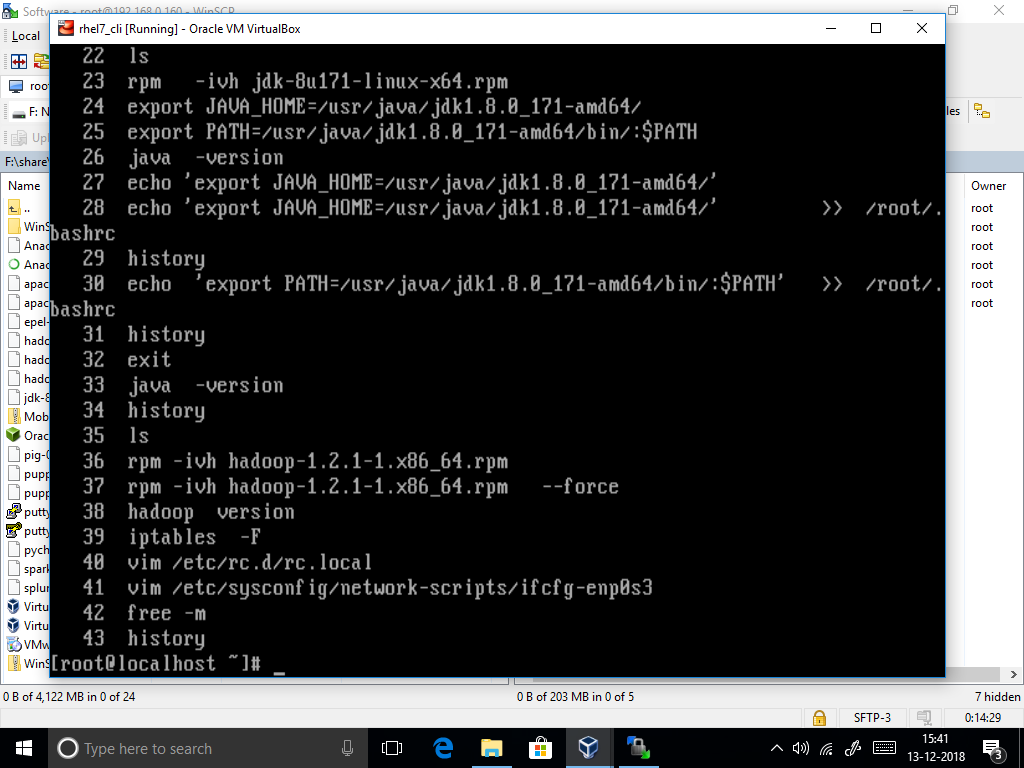 Software - root@192.168.0.160 - WinSCP
rhel7_cli [Running] - Oracle VM VirtualBox
Local
F:\share\
Name
Owner
..
root
root
root
root
root
root
22 ls
23 rpm -ivh jdk-8u171-linux-x64.rpm
24 export JAVA_HOME=/usr/java/jdk1.8.0_171-amd64/
25 export PATH=/usr/java/jdk1.8.0_171-amd64/bin/:$PATH
26 java -version
27 echo 'export JAVA_HOME=/usr/java/jdk1.8.0_171-amd64/'
28 echo 'export JAVA_HOME=/usr/java/jdk1.8.0_171-amd64/' >> /root/.
bashrc
29 history
30 echo 'export PATH=/usr/java/jdk1.8.0_171-amd64/bin/:$PATH' >> /root/.
bashrc
31 history
32 exit
33 java -version
34 history
35 ls
36 rpm -ivh hadoop-1.2.1-1.x86_64.rpm
37 rpm -ivh hadoop-1.2.1-1.x86_64.rpm --force
38 hadoop version
39 iptables -F
40 vim /etc/rc.d/rc.local
41 vim /etc/sysconfig/network-scripts/ifcfg-enp0s3
42 free -m
43 history
[root@localhost ~]# _
0 B of 4,122 MB in 0 of 24
0 B of 203 MB in 0 of 5
7 hidden
SFTP-3
0:14:29
Type here to search
15:41
13-12-2018
3